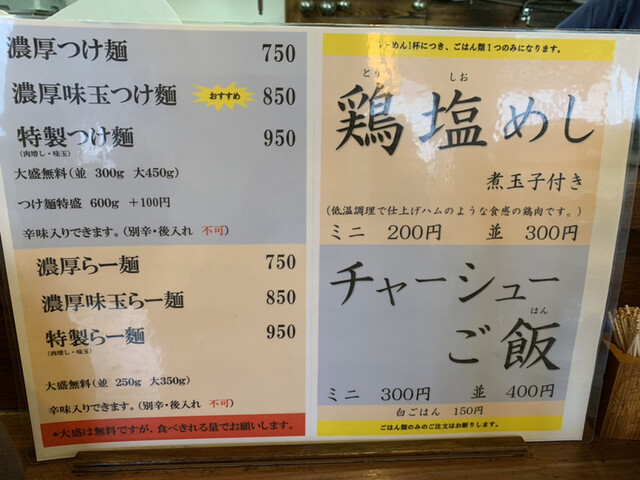 濃厚つけ麺 750
濃厚味玉つけ麺 おすすめ 850
特製つけ麺 950
(肉増し・味玉)
大盛無料(並 300g 大450g)
つけ麺特盛 600g +100円
辛味入りできます。(別辛・後入れ 不可)
濃厚らー麺 750
濃厚味玉らー麺 850
特製らー麺 950
(肉増し・味玉)
大盛無料(並 250g 大350g)
辛味入りできます。(別辛・後入れ 不可)
*大盛は無料ですが、食べきれる量でお願いします。
らーめん1杯につき、ごはん類1つのみになります。
とり しお
鶏塩めし
煮玉子付き
(低温調理で仕上げハムのような食感の鶏肉です。)
ミニ 200円 並 300円
チャーシュー
はん
ご飯
ミニ 300円 並 400円
白ごはん 150円
ごはん類のみのご注文はお断りします。